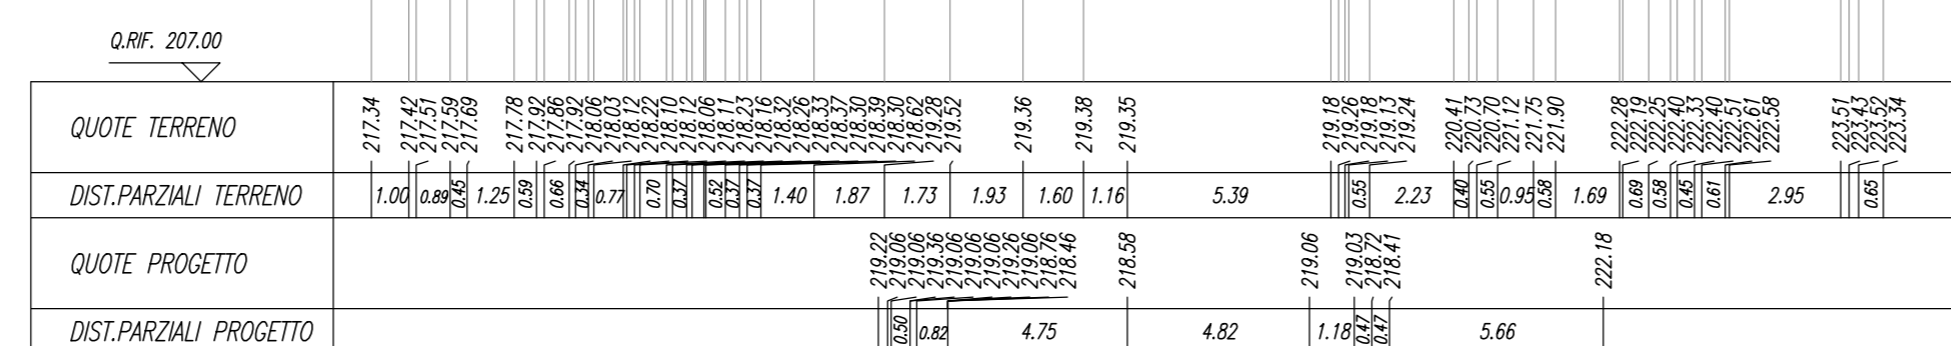 Q.RIF. 207.00
QUOTE TERRENO 217.34 217.42 217.51 217.59 217.69 217.78 217.92 217.86 217.92 218.06 218.03 218.12 218.22 218.10 218.12 218.06 218.11 218.23 218.16 218.32 218.26 218.33 218.37 218.30 218.39 218.30 218.62 219.28 219.52 219.36 219.38 219.35 219.18 219.26 219.18 219.13 219.24 220.41 220.73 220.70 221.12 221.75 221.90 222.28 222.19 222.25 222.40 222.33 222.40 222.51 222.61 222.58 223.51 223.43 223.52 223.34
DIST.PARZIALI TERRENO 1.00 0.89 0.45 1.25 0.59 0.66 0.34 0.77 0.70 0.37 0.52 0.37 0.37 1.40 1.87 1.73 1.93 1.60 1.16 5.39 0.55 2.23 0.40 0.55 0.95 0.58 1.69 0.69 0.58 0.45 0.61 2.95 0.65
QUOTE PROGETTO 219.22 219.06 219.06 219.36 219.06 219.06 219.06 219.26 219.06 218.76 218.46 218.58 219.06 219.03 218.72 218.41 222.18
DIST.PARZIALI PROGETTO 0.50 0.82 4.75 4.82 1.18 0.47 0.47 5.66